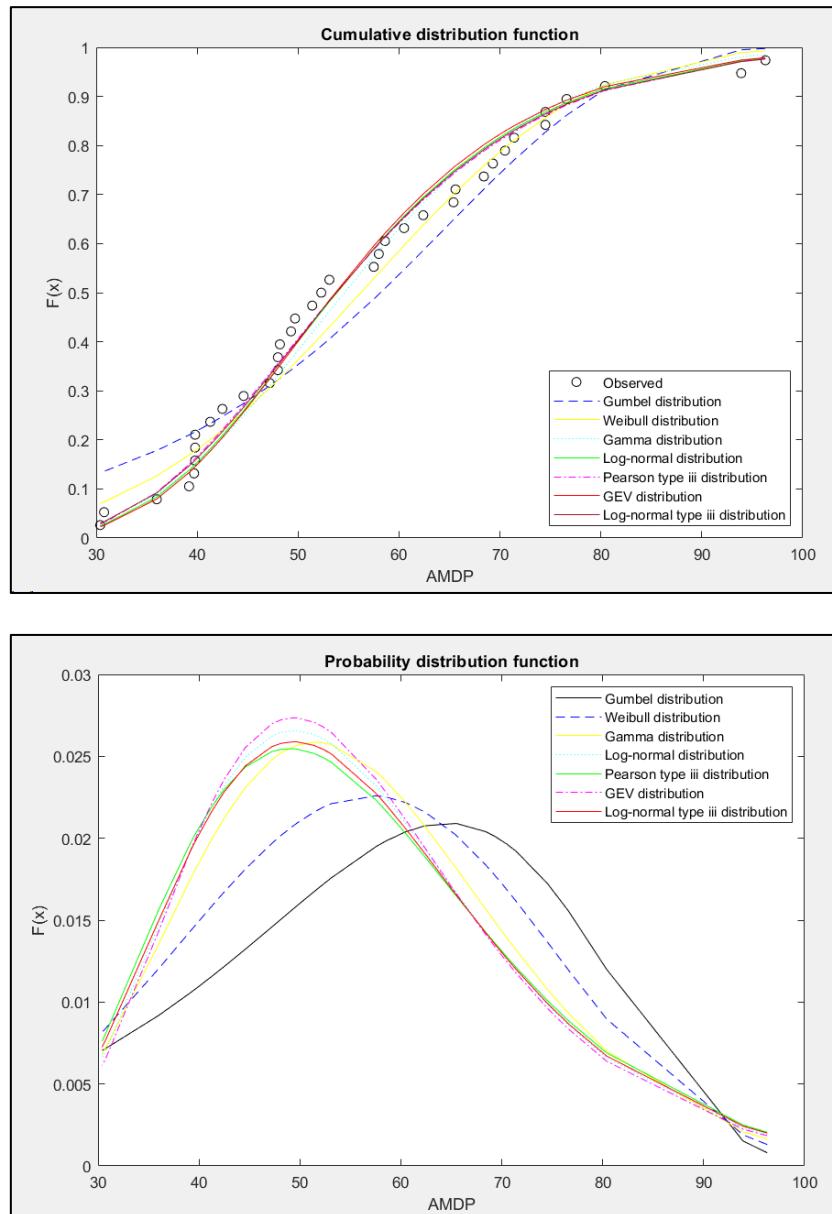 Cumulative distribution function
1
0.9
0.8
0.7
0.6
0.5
0.4
0.3
0.2
0.1
0
F(x)
Observed
Gumbel distribution
Weibull distribution
Gamma distribution
Log-normal distribution
Pearson type iii distribution
GEV distribution
Log-normal type iii distribution
30 40 50 60 70 80 90 100
AMDP
Probability distribution function
0.03
0.025
0.02
0.015
0.01
0.005
0
F(x)
Gumbel distribution
Weibull distribution
Gamma distribution
Log-normal distribution
Pearson type iii distribution
GEV distribution
Log-normal type iii distribution
30 40 50 60 70 80 90 100
AMDP